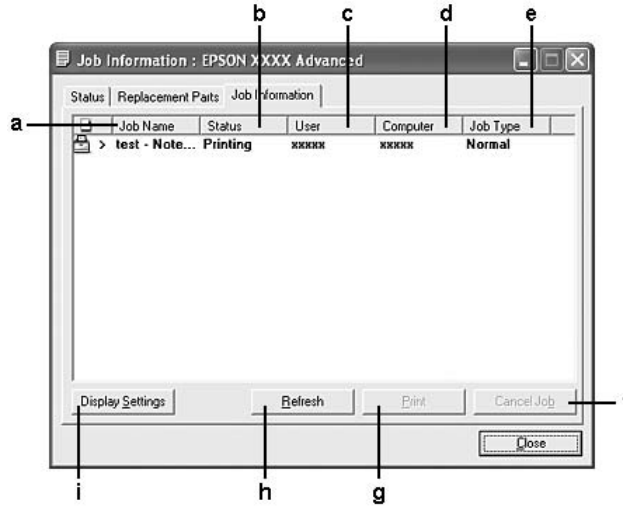 b c d e
Job Information : EPSON XXXX Advanced
Status Replacement Parts Job Information
a
Job Name Status User Computer Job Type
> test - Note... Printing xxxxx xxxxx Normal
Display Settings Refresh Print Cancel Job
Close
i h g